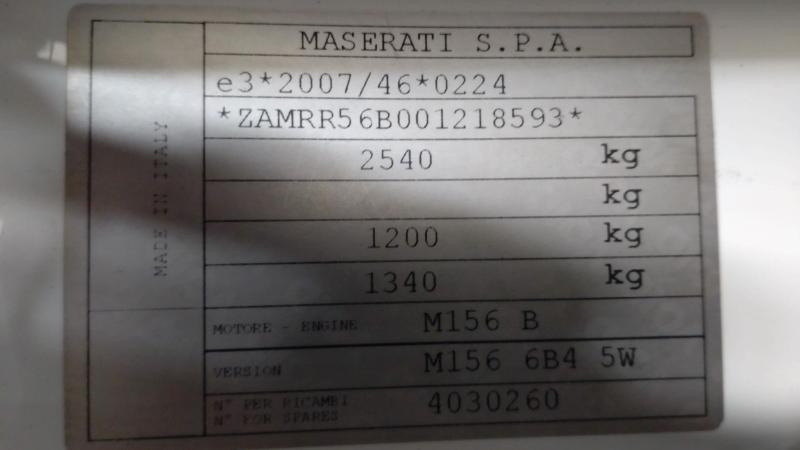 MASERATI S.P.A.
e3*2007/46*0224
*ZAMRR56B001218593*
2540 kg
kg
1200 kg
1340 kg
MOTORE - ENGINE M156 B
VERSION M156 6B4 5W
N° PER RICAMBI
N° FOR SPARES 4030260
MADE IN ITALY